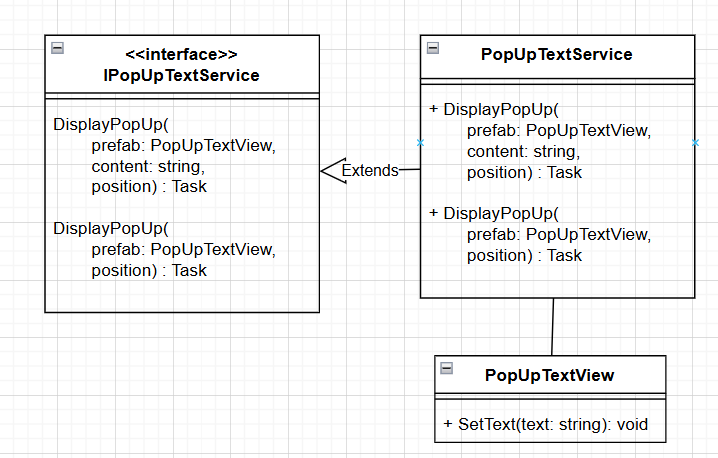 <<interface>>
IPopUpTextService
DisplayPopUp(
prefab: PopUpTextView,
content: string,
position) : Task
DisplayPopUp(
prefab: PopUpTextView,
position) : Task
Extends
PopUpTextService
+ DisplayPopUp(
prefab: PopUpTextView,
content: string,
position) : Task
+ DisplayPopUp(
prefab: PopUpTextView,
position) : Task
PopUpTextView
+ SetText(text: string): void